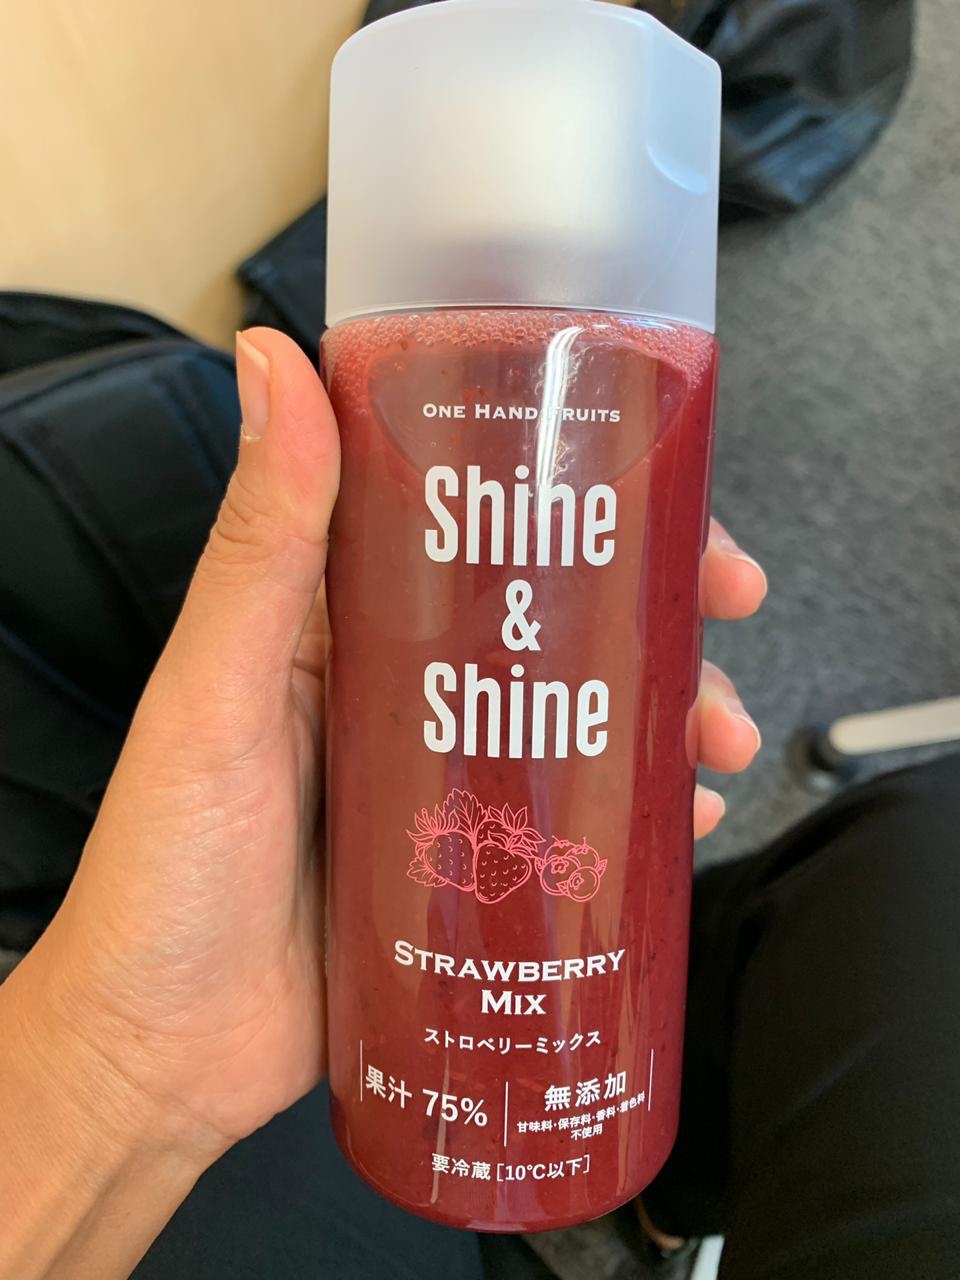 ONE HAND FRUITS
Shine
&
Shine
STRAWBERRY
MIX
ストロベリーミックス
果汁 75%
無添加
甘味料・保存料・香料・着色料
不使用
要冷蔵［10℃以下］